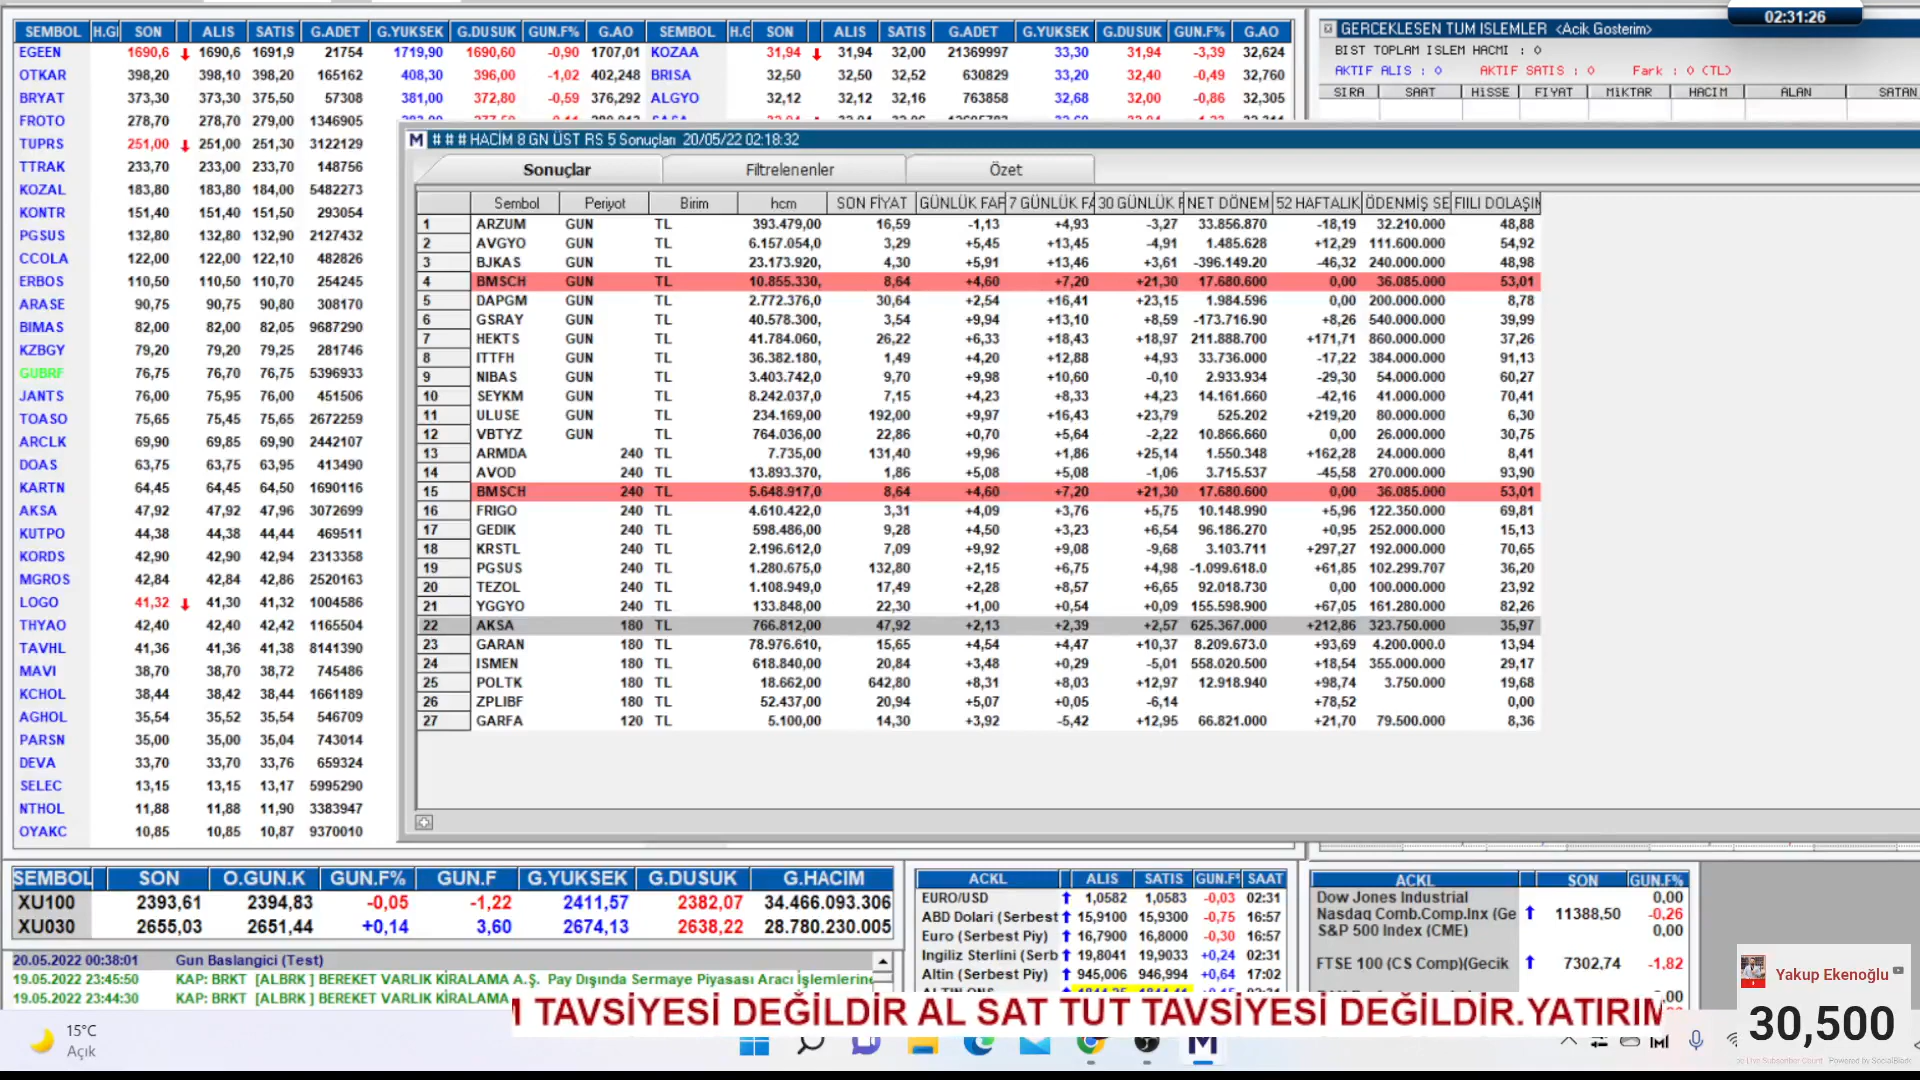 02:31:26
SEMBOL H.GI SON ALIS SATIS G.ADET G.YUKSEK G.DUSUK GUN.F% G.AO SEMBOL H.G SON ALIS SATIS G.ADET G.YUKSEK G.DUSUK GUN.F% G.AO
EGEEN 1690,6 1690,6 1691,9 21754 1719,90 1690,60 -0,90 1707,01 KOZAA 31,94 31,94 32,00 21369997 33,30 31,94 -3,39 32,624
OTKAR 398,20 398,10 398,20 165162 408,30 396,00 -1,02 402,248 BRISA 32,50 32,50 32,52 630829 33,20 32,40 -0,49 32,760
BRYAT 373,30 373,30 375,50 57308 381,00 372,80 -0,59 376,292 ALGYO 32,12 32,12 32,16 763858 32,68 32,00 -0,86 32,305
FROTO 278,70 278,70 279,00 1346905
TUPRS 251,00 251,00 251,30 3122129
TTRAK 233,70 233,00 233,70 148756
KOZAL 183,80 183,80 184,00 5482273
KONTR 151,40 151,40 151,50 293054
PGSUS 132,80 132,80 132,90 2127432
CCOLA 122,00 122,00 122,10 482826
ERBOS 110,50 110,50 110,70 254245
ARASE 90,75 90,75 90,80 308170
BIMAS 82,00 82,00 82,05 9687290
KZBGY 79,20 79,20 79,25 281746
GUBRF 76,75 76,70 76,75 5396933
JANTS 76,00 75,95 76,00 451506
TOASO 75,65 75,45 75,65 2672259
ARCLK 69,90 69,85 69,90 2442107
DOAS 63,75 63,75 63,95 413490
KARTN 64,45 64,45 64,50 1690116
AKSA 47,92 47,92 47,96 3072699
KUTPO 44,38 44,38 44,44 469511
KORDS 42,90 42,90 42,94 2313358
MGROS 42,84 42,84 42,86 2520163
LOGO 41,32 41,30 41,32 1004586
THYAO 42,40 42,40 42,42 1165504
TAVHL 41,36 41,36 41,38 8141390
MAVI 38,70 38,70 38,72 745486
KCHOL 38,44 38,42 38,44 1661189
AGHOL 35,54 35,52 35,54 546709
PARSN 35,00 35,00 35,04 743014
DEVA 33,70 33,70 33,76 659324
SELEC 13,15 13,15 13,17 5995290
NTHOL 11,88 11,88 11,90 3383947
OYAKC 10,85 10,85 10,87 9370010
GERCEKLESEN TUM ISLEMLER <Acik Gosterim>
BIST TOPLAM ISLEM HACMI : 0
AKTIF ALIS : 0 AKTIF SATIS : 0 Fark : 0 (TL)
SIRA SAAT HiSSE FIYAT MiKTAR HACIM ALAN SATAN
M # # # HACİM 8 GN ÜST RS 5 Sonuçları 20/05/22 02:18:32
Sonuçlar Filtrelenenler Özet
Sembol Periyot Birim hcm SON FİYAT GÜNLÜK FAF 7 GÜNLÜK FA 30 GÜNLÜK F NET DÖNEM 52 HAFTALIK ÖDENMİŞ SE FIILI DOLAŞIM
1 ARZUM GUN TL 393.479,00 16,59 -1,13 +4,93 -3,27 33.856.870 -18,19 32.210.000 48,88
2 AVGYO GUN TL 6.157.054,0 3,29 +5,45 +13,45 -4,91 1.485.628 +12,29 111.600.000 54,92
3 BJKAS GUN TL 23.173.920, 4,30 +5,91 +13,46 +3,61 -396.149.20 -46,32 240.000.000 48,98
4 BMSCH GUN TL 10.855.330, 8,64 +4,60 +7,20 +21,30 17.680.600 0,00 36.085.000 53,01
5 DAPGM GUN TL 2.772.376,0 30,64 +2,54 +16,41 +23,15 1.984.596 0,00 200.000.000 8,78
6 GSRAY GUN TL 40.578.300, 3,54 +9,94 +13,10 +8,59 -173.716.90 +8,26 540.000.000 39,99
7 HEKTS GUN TL 41.784.060, 26,22 +6,33 +18,43 +18,97 211.888.700 +171,71 860.000.000 37,26
8 ITTFH GUN TL 36.382.180, 1,49 +4,20 +12,88 +4,93 33.736.000 -17,22 384.000.000 91,13
9 NIBAS GUN TL 3.403.742,0 9,70 +9,98 +10,60 -0,10 2.933.934 -29,30 54.000.000 60,27
10 SEYKM GUN TL 8.242.037,0 7,15 +4,23 +8,33 +4,23 14.161.660 -42,16 41.000.000 70,41
11 ULUSE GUN TL 234.169,00 192,00 +9,97 +16,43 +23,79 525.202 +219,20 80.000.000 6,30
12 VBTYZ GUN TL 764.036,00 22,86 +0,70 +5,64 -2,22 10.866.660 0,00 26.000.000 30,75
13 ARMDA 240 TL 7.735,00 131,40 +9,96 +1,86 +25,14 1.550.348 +162,28 24.000.000 8,41
14 AVOD 240 TL 13.893.370, 1,86 +5,08 +5,08 -1,06 3.715.537 -45,58 270.000.000 93,90
15 BMSCH 240 TL 5.648.917,0 8,64 +4,60 +7,20 +21,30 17.680.600 0,00 36.085.000 53,01
16 FRIGO 240 TL 4.610.422,0 3,31 +4,09 +3,76 +5,75 10.148.990 +5,96 122.350.000 69,81
17 GEDIK 240 TL 598.486,00 9,28 +4,50 +3,23 +6,54 96.186.270 +0,95 252.000.000 15,13
18 KRSTL 240 TL 2.196.612,0 7,09 +9,92 +9,08 -9,68 3.103.711 +297,27 192.000.000 70,65
19 PGSUS 240 TL 1.280.675,0 132,80 +2,15 +6,75 +4,98 -1.099.618.0 +61,85 102.299.707 36,20
20 TEZOL 240 TL 1.108.949,0 17,49 +2,28 +8,57 +6,65 92.018.730 0,00 100.000.000 23,92
21 YGGYO 240 TL 133.848,00 22,30 +1,00 +0,54 +0,09 155.598.900 +67,05 161.280.000 82,26
22 AKSA 180 TL 766.812,00 47,92 +2,13 +2,39 +2,57 625.367.000 +212,86 323.750.000 35,97
23 GARAN 180 TL 78.976.610, 15,65 +4,54 +4,47 +10,37 8.209.673.0 +93,69 4.200.000.0 13,94
24 ISMEN 180 TL 618.840,00 20,84 +3,48 +0,29 -5,01 558.020.500 +18,54 355.000.000 29,17
25 POLTK 180 TL 18.662,00 642,80 +8,31 +8,03 +12,97 12.918.940 +98,74 3.750.000 19,68
26 ZPLIBF 180 TL 52.437,00 20,94 +5,07 +0,05 -6,14 +78,52 0,00
27 GARFA 120 TL 5.100,00 14,30 +3,92 -5,42 +12,95 66.821.000 +21,70 79.500.000 8,36
SEMBOL SON O.GUN.K GUN.F% GUN.F G.YUKSEK G.DUSUK G.HACIM
XU100 2393,61 2394,83 -0,05 -1,22 2411,57 2382,07 34.466.093.306
XU030 2655,03 2651,44 +0,14 3,60 2674,13 2638,22 28.780.230.005
20.05.2022 00:38:01 Gun Baslangici (Test)
19.05.2022 23:45:50 KAP: BRKT [ALBRK ] BEREKET VARLIK KİRALAMA A.Ş. Pay Dışında Sermaye Piyasası Aracı İşlemlerine
19.05.2022 23:44:30 KAP: BRKT [ALBRK ] BEREKET VARLIK KİRALAMA
ACKL ALIS SATIS GUN.F% SAAT
EURO/USD 1,0582 1,0583 -0,03 02:31
ABD Dolari (Serbest 15,9100 15,9300 -0,75 16:57
Euro (Serbest Piy) 16,7900 16,8000 -0,30 16:57
Ingiliz Sterlini (Serb 19,8041 19,9033 +0,24 02:31
Altin (Serbest Piy) 945,006 946,994 +0,64 17:02
ACKL SON GUN.F%
Dow Jones Industrial 0,00
Nasdaq Comb.Comp.Inx (Ge 11388,50 -0,26
S&P 500 Index (CME) 0,00
FTSE 100 (CS Comp)(Gecik 7302,74 -1,82
TAVSİYESİ DEĞİLDİR AL SAT TUT TAVSİYESİ DEĞİLDİR.YATIRIM
Yakup Ekenoğlu
30,500
Live Subscriber Count Powered by SocialBlade
15°C
Açık